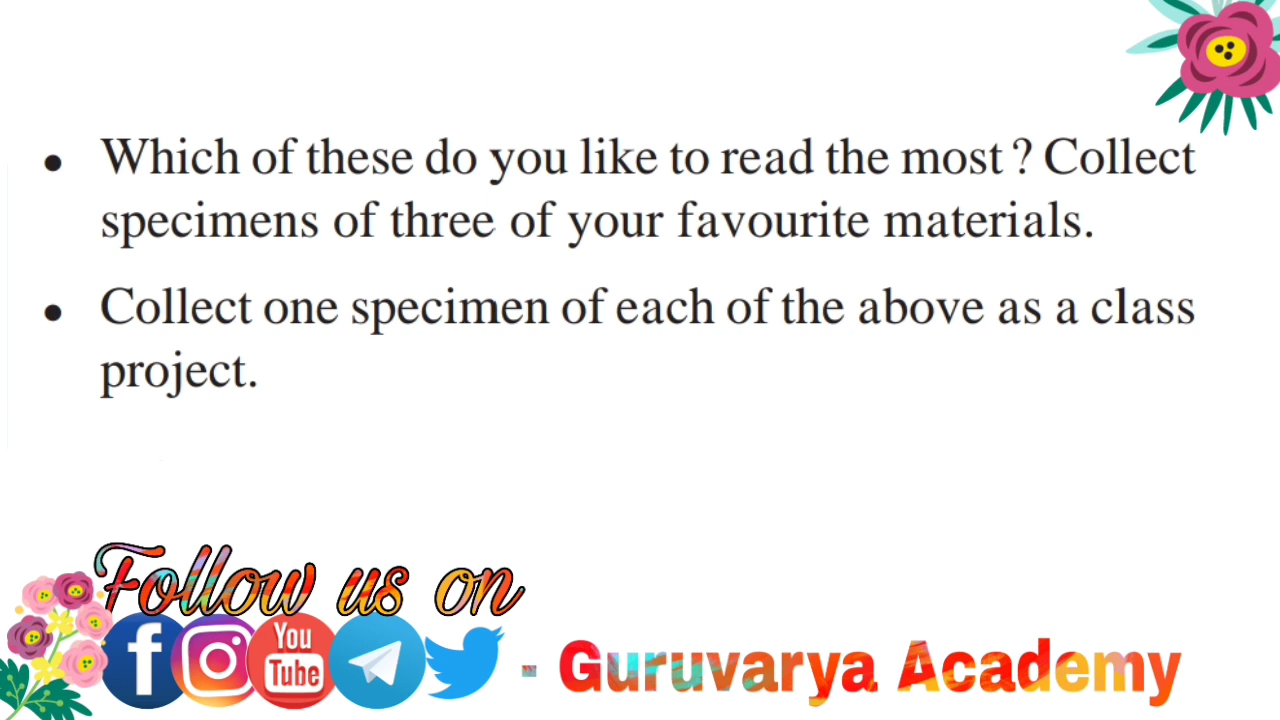 • Which of these do you like to read the most ? Collect
specimens of three of your favourite materials.
• Collect one specimen of each of the above as a class
project.
Follow us on
f You Tube - Guruvarya Academy